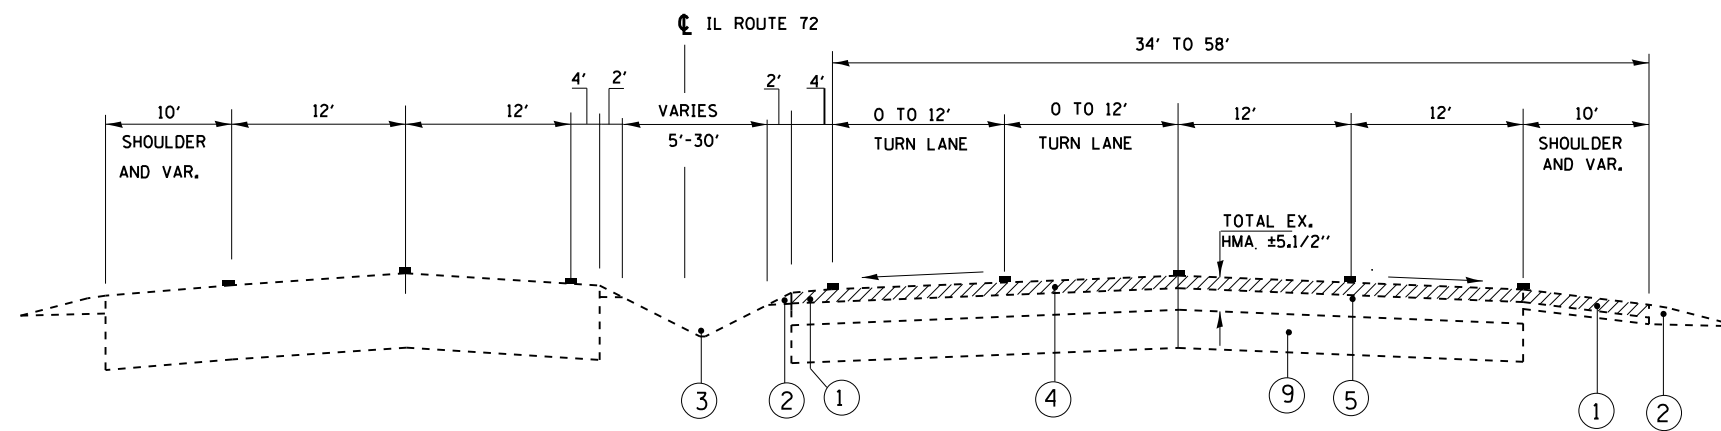 ℄ IL ROUTE 72
34' TO 58'
4' 2' 2' 4'
10' 12' 12' VARIES 0 TO 12' 0 TO 12' 12' 12' 10'
SHOULDER 5'-30' TURN LANE TURN LANE SHOULDER
AND VAR. AND VAR.
TOTAL EX.
HMA. ±5.1/2''
3 2 1 4 9 5 1 2